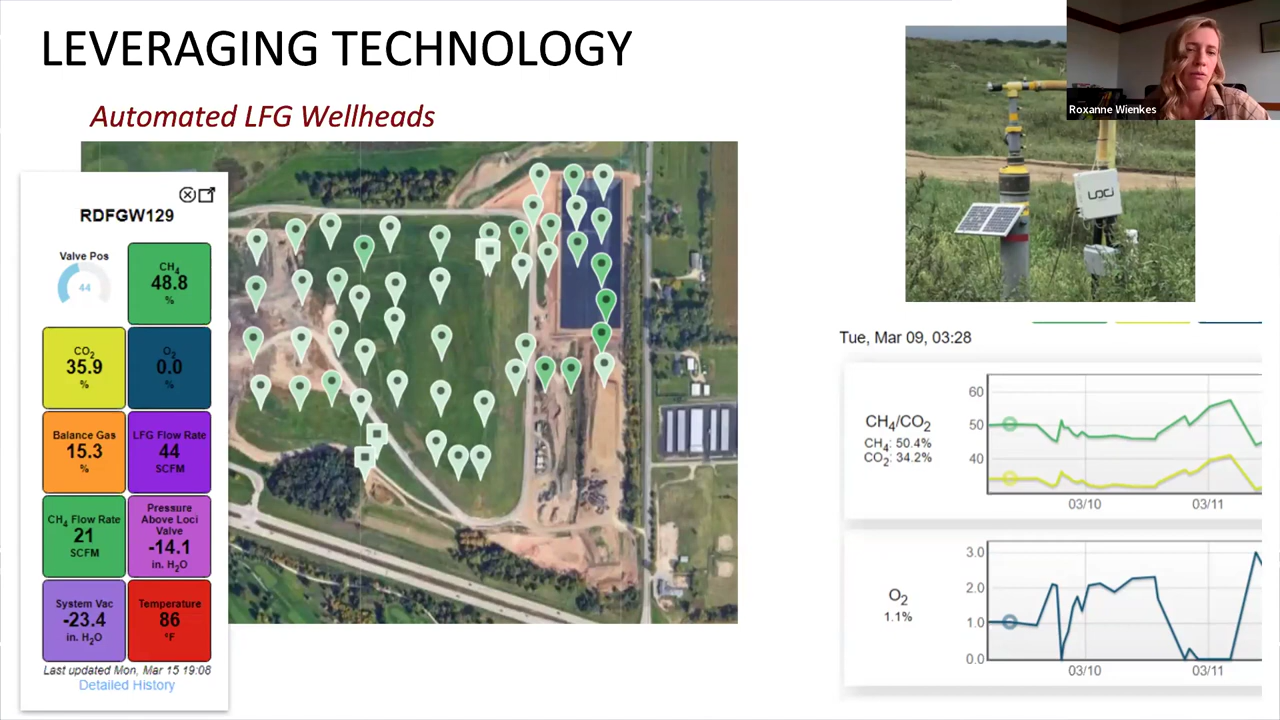 LEVERAGING TECHNOLOGY
Automated LFG Wellheads
Roxanne Wienkes
LOCI
RDFGW129
Valve Pos
44
CH4
48.8
%
CO2
35.9
%
O2
0.0
%
Balance Gas
15.3
%
LFG Flow Rate
44
SCFM
CH4 Flow Rate
21
SCFM
Pressure
Above Loci
Valve
-14.1
in. H2O
System Vac
-23.4
in. H2O
Temperature
86
°F
Last updated Mon, Mar 15 19:08
Detailed History
Tue, Mar 09, 03:28
CH4/CO2
CH4: 50.4%
CO2: 34.2%
60
50
40
03/10 03/11
O2
1.1%
3.0
2.0
1.0
0.0
03/10 03/11